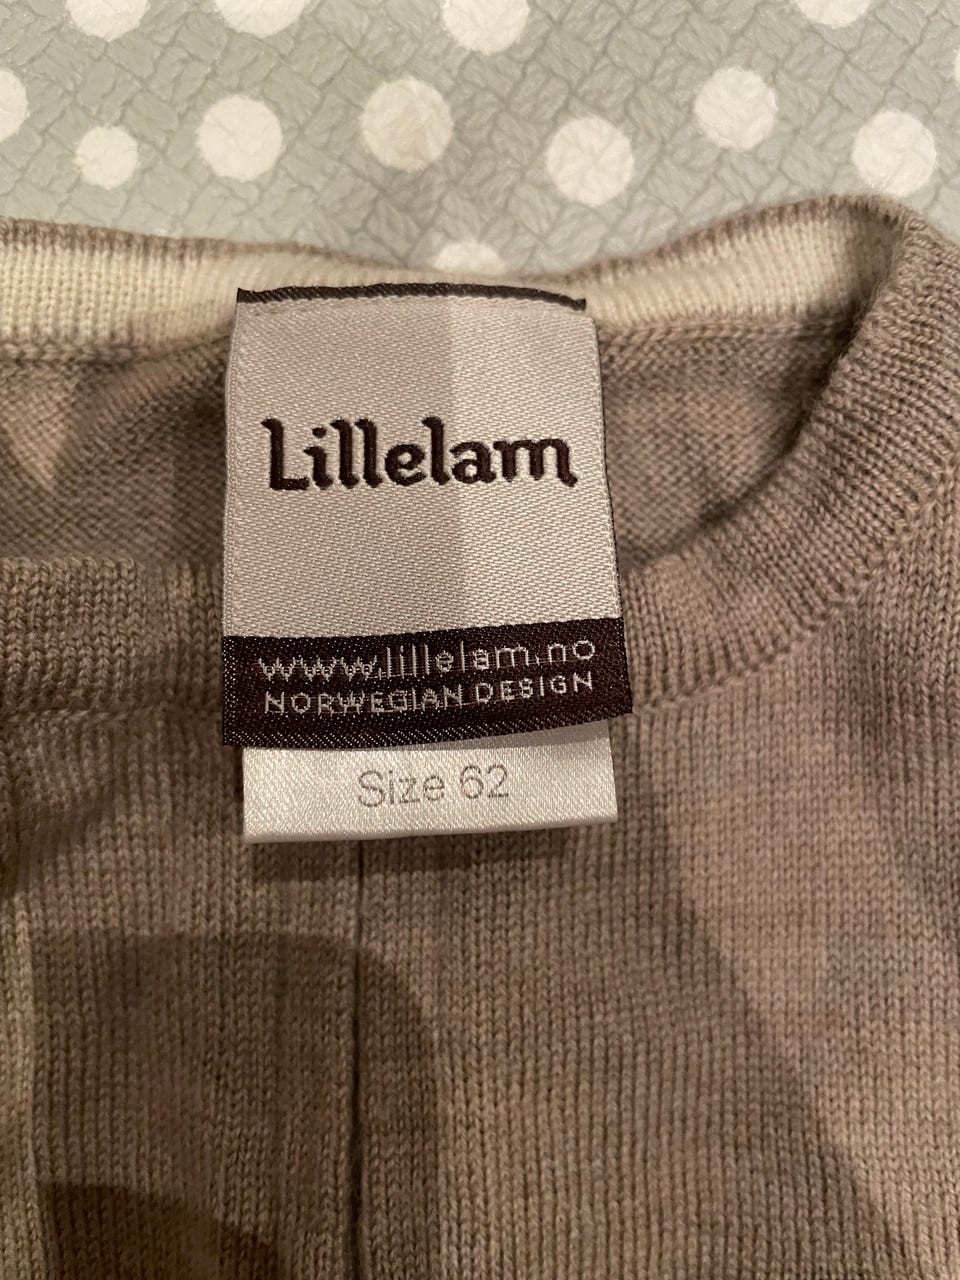 Lillelam
www.lillelam.no
NORWEGIAN DESIGN
Size 62